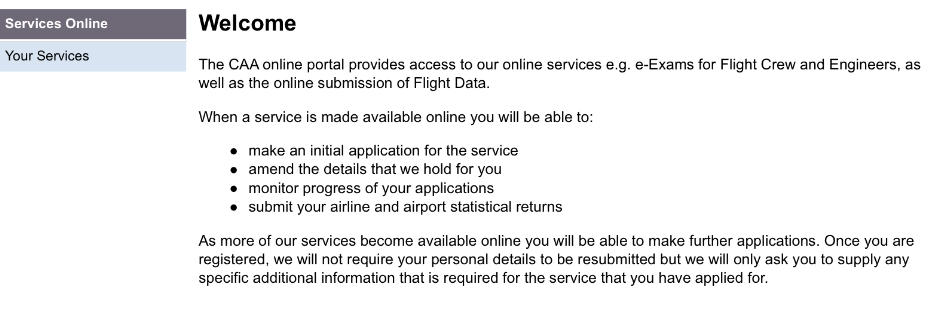 Services Online
Your Services
Welcome
The CAA online portal provides access to our online services e.g. e-Exams for Flight Crew and Engineers, as
well as the online submission of Flight Data.
When a service is made available online you will be able to:
● make an initial application for the service
● amend the details that we hold for you
● monitor progress of your applications
● submit your airline and airport statistical returns
As more of our services become available online you will be able to make further applications. Once you are
registered, we will not require your personal details to be resubmitted but we will only ask you to supply any
specific additional information that is required for the service that you have applied for.